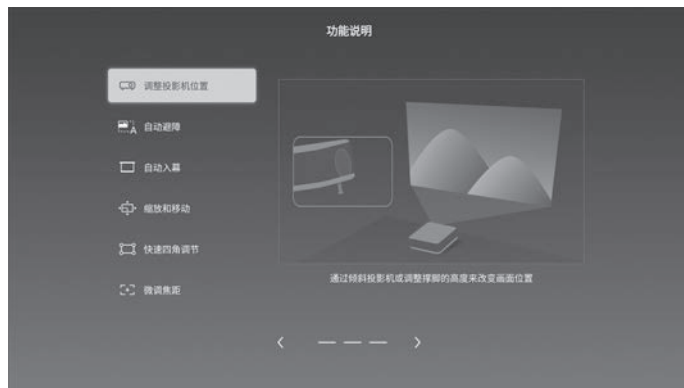 功能说明
调整投影机位置
自动避障
自动入幕
缩放和移动
快速四角调节
微调焦距
通过倾斜投影机或调整撑脚的高度来改变画面位置